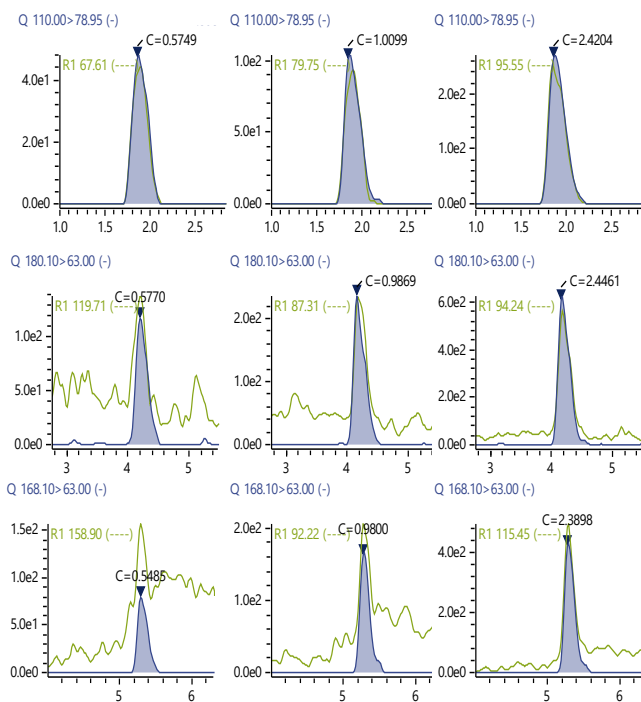 Q 110.00>78.95 (-)
C=0.5749
R1 67.61 (----)
4.0e1
2.0e1
0.0e0
1.0 1.5 2.0 2.5
Q 110.00>78.95 (-)
C=1.0099
R1 79.75 (----)
1.0e2
5.0e1
0.0e0
1.0 1.5 2.0 2.5
Q 110.00>78.95 (-)
C=2.4204
R1 95.55 (----)
2.0e2
1.0e2
0.0e0
1.0 1.5 2.0 2.5
Q 180.10>63.00 (-)
C=0.5770
R1 119.71 (----)
1.0e2
5.0e1
0.0e0
3 4 5
Q 180.10>63.00 (-)
C=0.9869
R1 87.31 (----)
2.0e2
1.0e2
0.0e0
3 4 5
Q 180.10>63.00 (-)
C=2.4461
R1 94.24 (----)
6.0e2
4.0e2
2.0e2
0.0e0
3 4 5
Q 168.10>63.00 (-)
1.5e2
R1 158.90 (----)
C=0.5485
1.0e2
5.0e1
0.0e0
5 6
Q 168.10>63.00 (-)
2.0e2
R1 92.22 (----)
C=0.9800
1.0e2
0.0e0
5 6
Q 168.10>63.00 (-)
C=2.3898
R1 115.45 (----)
4.0e2
2.0e2
0.0e0
5 6